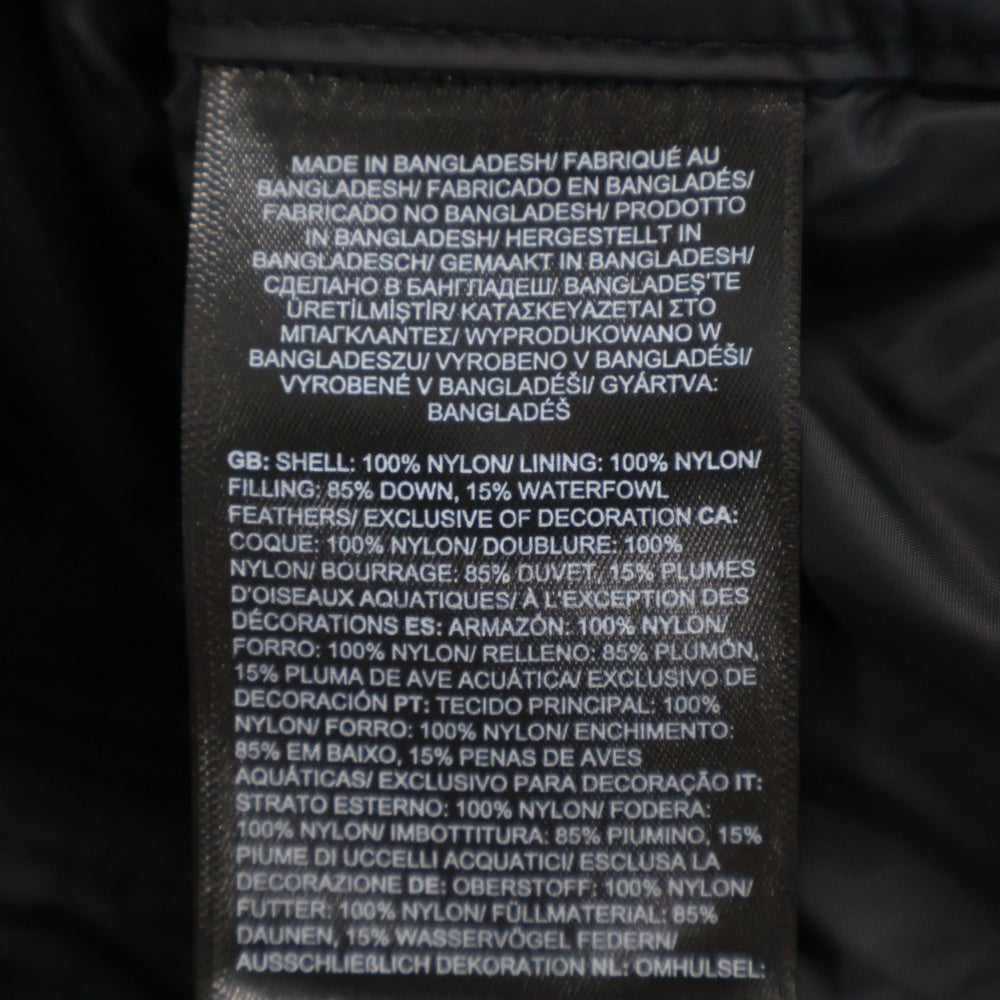 MADE IN BANGLADESH/ FABRIQUÉ AU
BANGLADESH/ FABRICADO EN BANGLADÉS/
FABRICADO NO BANGLADESH/ PRODOTTO
IN BANGLADESH/ HERGESTELLT IN
BANGLADESCH/ GEMAAKT IN BANGLADESH/
СДЕЛАНО В БАНГЛАДЕШ/ BANGLADEŞ'TE
ÜRETİLMİŞTİR/ ΚΑΤΑΣΚΕΥΑΖΕΤΑΙ ΣΤΟ
ΜΠΑΓΚΛΑΝΤΕΣ/ WYPRODUKOWANO W
BANGLADESZU/ VYROBENO V BANGLADÉŠI/
VYROBENÉ V BANGLADÉŠI/ GYÁRTVA:
BANGLADÉŠ
GB: SHELL: 100% NYLON/ LINING: 100% NYLON/
FILLING: 85% DOWN, 15% WATERFOWL
FEATHERS/ EXCLUSIVE OF DECORATION CA:
COQUE: 100% NYLON/ DOUBLURE: 100%
NYLON/ BOURRAGE: 85% DUVET, 15% PLUMES
D'OISEAUX AQUATIQUES/ À L'EXCEPTION DES
DÉCORATIONS ES: ARMAZÓN: 100% NYLON/
FORRO: 100% NYLON/ RELLENO: 85% PLUMÓN,
15% PLUMA DE AVE ACUÁTICA/ EXCLUSIVO DE
DECORACIÓN PT: TECIDO PRINCIPAL: 100%
NYLON/ FORRO: 100% NYLON/ ENCHIMENTO:
85% EM BAIXO, 15% PENAS DE AVES
AQUÁTICAS/ EXCLUSIVO PARA DECORAÇÃO IT:
STRATO ESTERNO: 100% NYLON/ FODERA:
100% NYLON/ IMBOTTITURA: 85% PIUMINO, 15%
PIUME DI UCCELLI ACQUATICI/ ESCLUSA LA
DECORAZIONE DE: OBERSTOFF: 100% NYLON/
FUTTER: 100% NYLON/ FÜLLMATERIAL: 85%
DAUNEN, 15% WASSERVÖGEL FEDERN/
AUSSCHLIEßLICH DEKORATION NL: OMHULSEL: